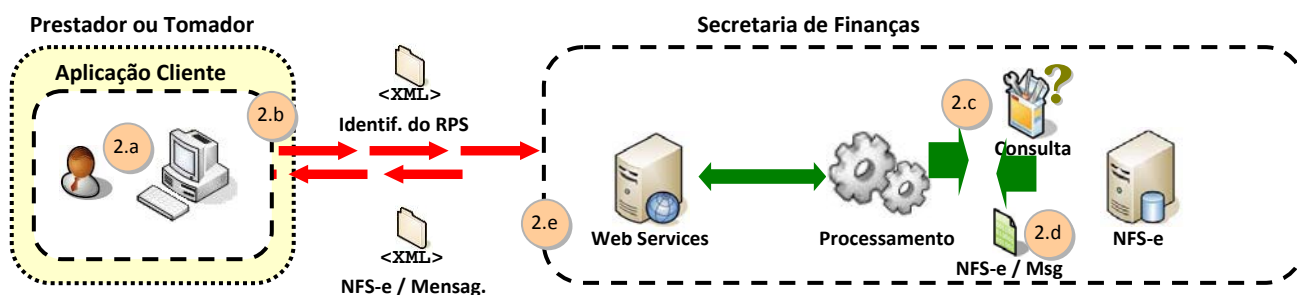 Prestador ou Tomador
Secretaria de Finanças
Aplicação Cliente
<XML>
Identif. do RPS
2.a
2.b
2.c
Consulta
2.e
Web Services
Processamento
2.d
NFS-e / Msg
NFS-e
<XML>
NFS-e / Mensag.